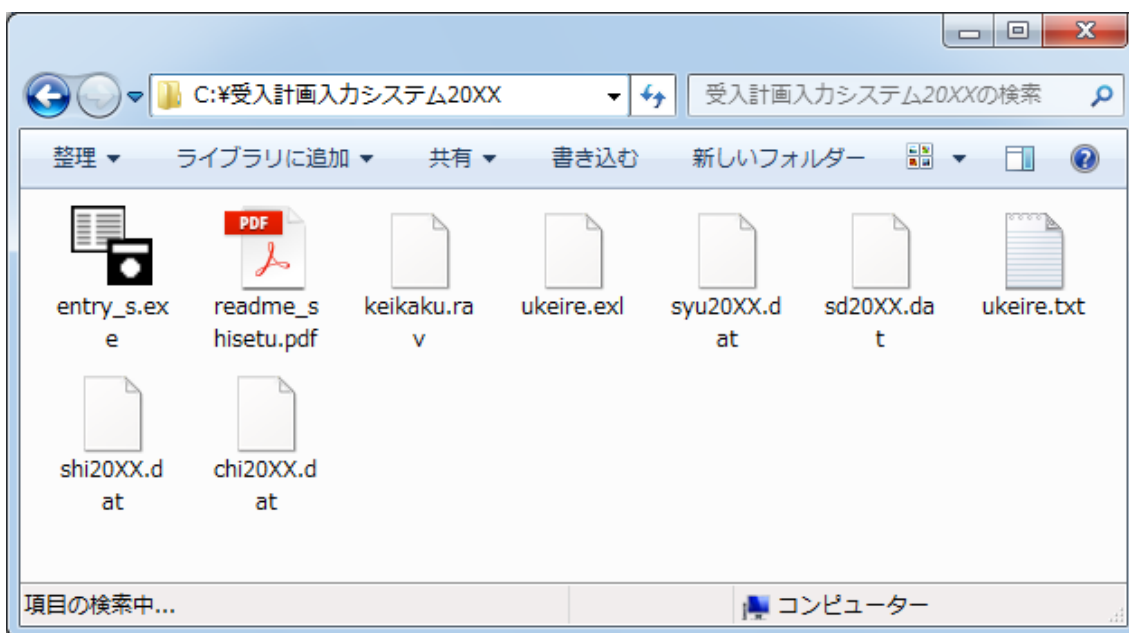 C:¥受入計画入力システム20XX
受入計画入力システム20XXの検索
整理 ライブラリに追加 共有 書き込む 新しいフォルダー
PDF
entry_s.ex
e
readme_s
hisetu.pdf
keikaku.ra
v
ukeire.exl
syu20XX.d
at
sd20XX.da
t
ukeire.txt
shi20XX.d
at
chi20XX.d
at
項目の検索中...
コンピューター